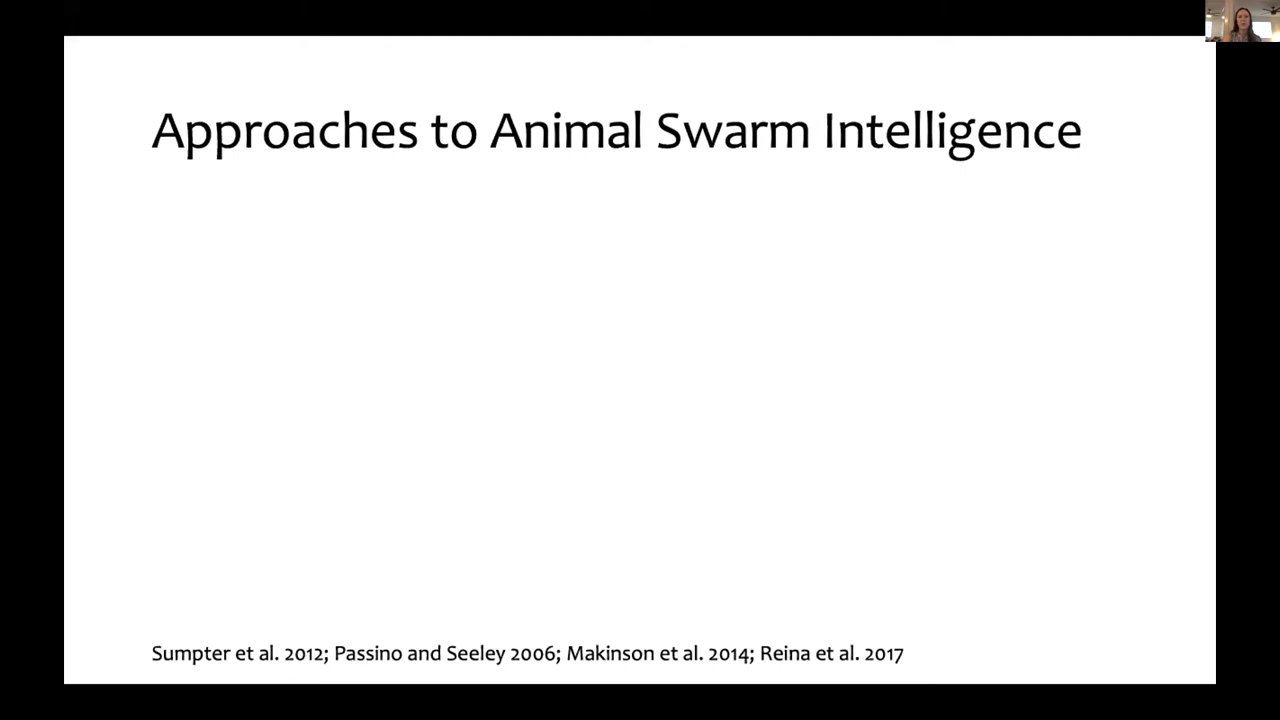 Approaches to Animal Swarm Intelligence
Sumpter et al. 2012; Passino and Seeley 2006; Makinson et al. 2014; Reina et al. 2017